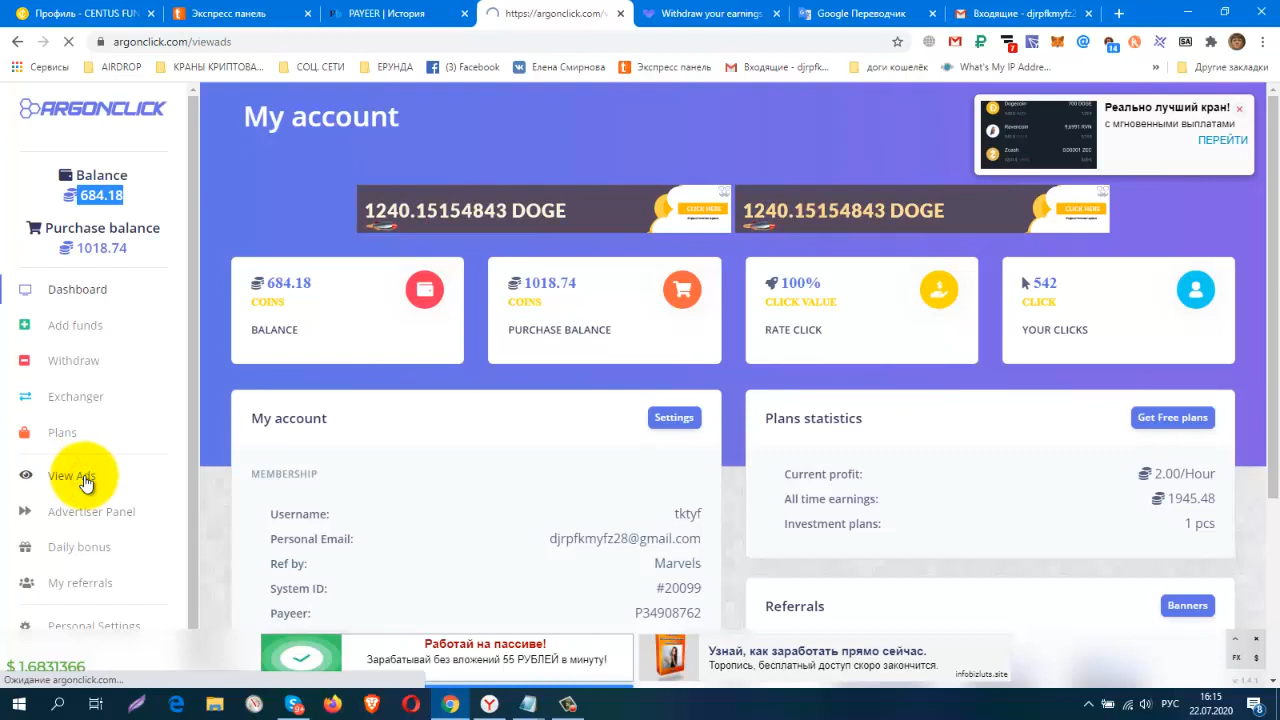 Профиль - CENTUS FUN
Экспресс панель
PAYEER | История
https://argonclick.com/v
Withdraw your earnings
Google Переводчик
Входящие - djrpfkmyfz2
argonclick.com/viewads
Сервисы
AIRDROP
КРАНЫ КРИПТОВА...
СОЦ СЕТИ
ЕРУНДА
(3) Facebook
Елена Смирнова
Экспресс панель
Входящие - djrpfk...
доги кошелёк
What's My IP Addre...
»
Другие закладки
ARGONCLICK
Balance
684.18
Purchase balance
1018.74
Dashboard
Add funds
Withdraw
Exchanger
Plans
View Ads
Advertiser Panel
Daily bonus
My referrals
Personal Settings
$ 1.6831366
Ожидание argonclick.com...
My account
Реально лучший кран!
с мгновенными выплатами
ПЕРЕЙТИ
1240.15154843 DOGE
CLICK HERE
1240.15154843 DOGE
CLICK HERE
684.18
COINS
BALANCE
1018.74
COINS
PURCHASE BALANCE
100%
CLICK VALUE
RATE CLICK
542
CLICK
YOUR CLICKS
My account
Settings
MEMBERSHIP
Username: tktyf
Personal Email: djrpfkmyfz28@gmail.com
Ref by: Marvels
System ID: #20099
Payeer: P34908762
Plans statistics
Get Free plans
Current profit: 2.00/Hour
All time earnings: 1945.48
Investment plans: 1 pcs
Referrals
Banners
Работай на пассиве!
Зарабатывай без вложений 55 РУБЛЕЙ в минуту!
Узнай, как заработать прямо сейчас.
Торопись, бесплатный доступ скоро закончится.
infobizluts.site
FX
$
РУС
16:15
22.07.2020